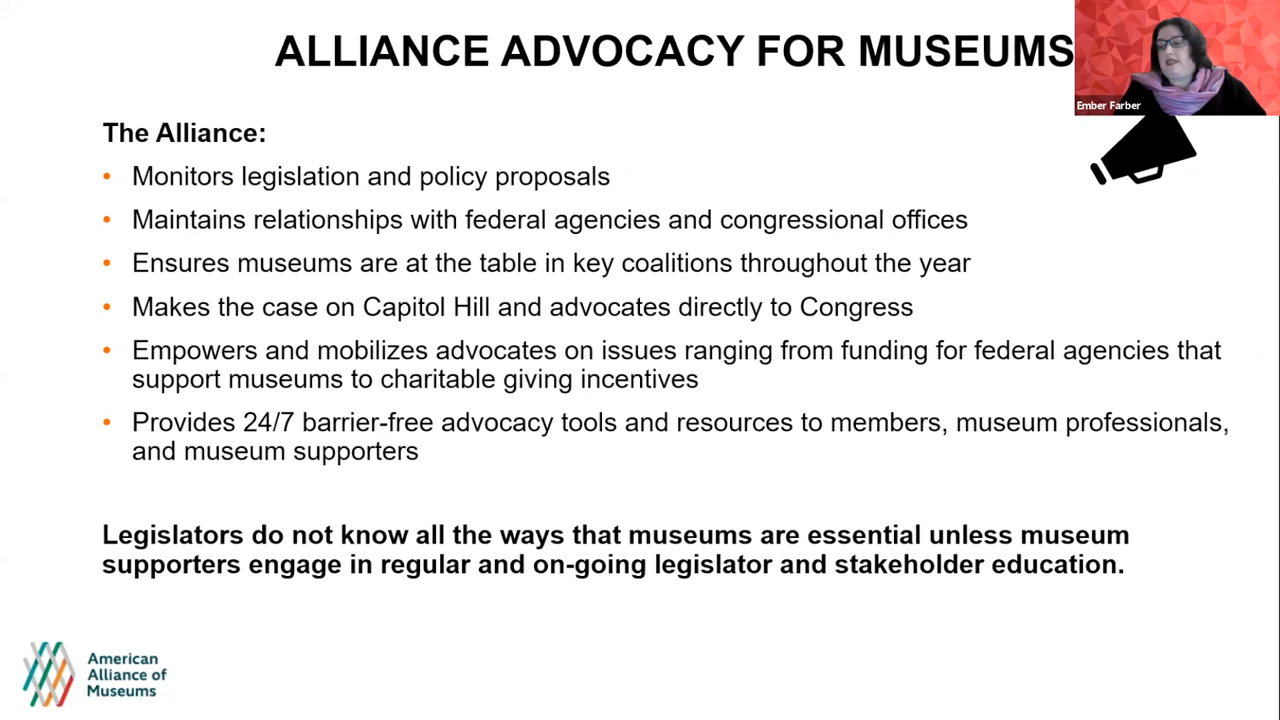 ALLIANCE ADVOCACY FOR MUSEUMS
Ember Farber
The Alliance:
• Monitors legislation and policy proposals
• Maintains relationships with federal agencies and congressional offices
• Ensures museums are at the table in key coalitions throughout the year
• Makes the case on Capitol Hill and advocates directly to Congress
• Empowers and mobilizes advocates on issues ranging from funding for federal agencies that
support museums to charitable giving incentives
• Provides 24/7 barrier-free advocacy tools and resources to members, museum professionals,
and museum supporters
Legislators do not know all the ways that museums are essential unless museum
supporters engage in regular and on-going legislator and stakeholder education.
American
Alliance of
Museums